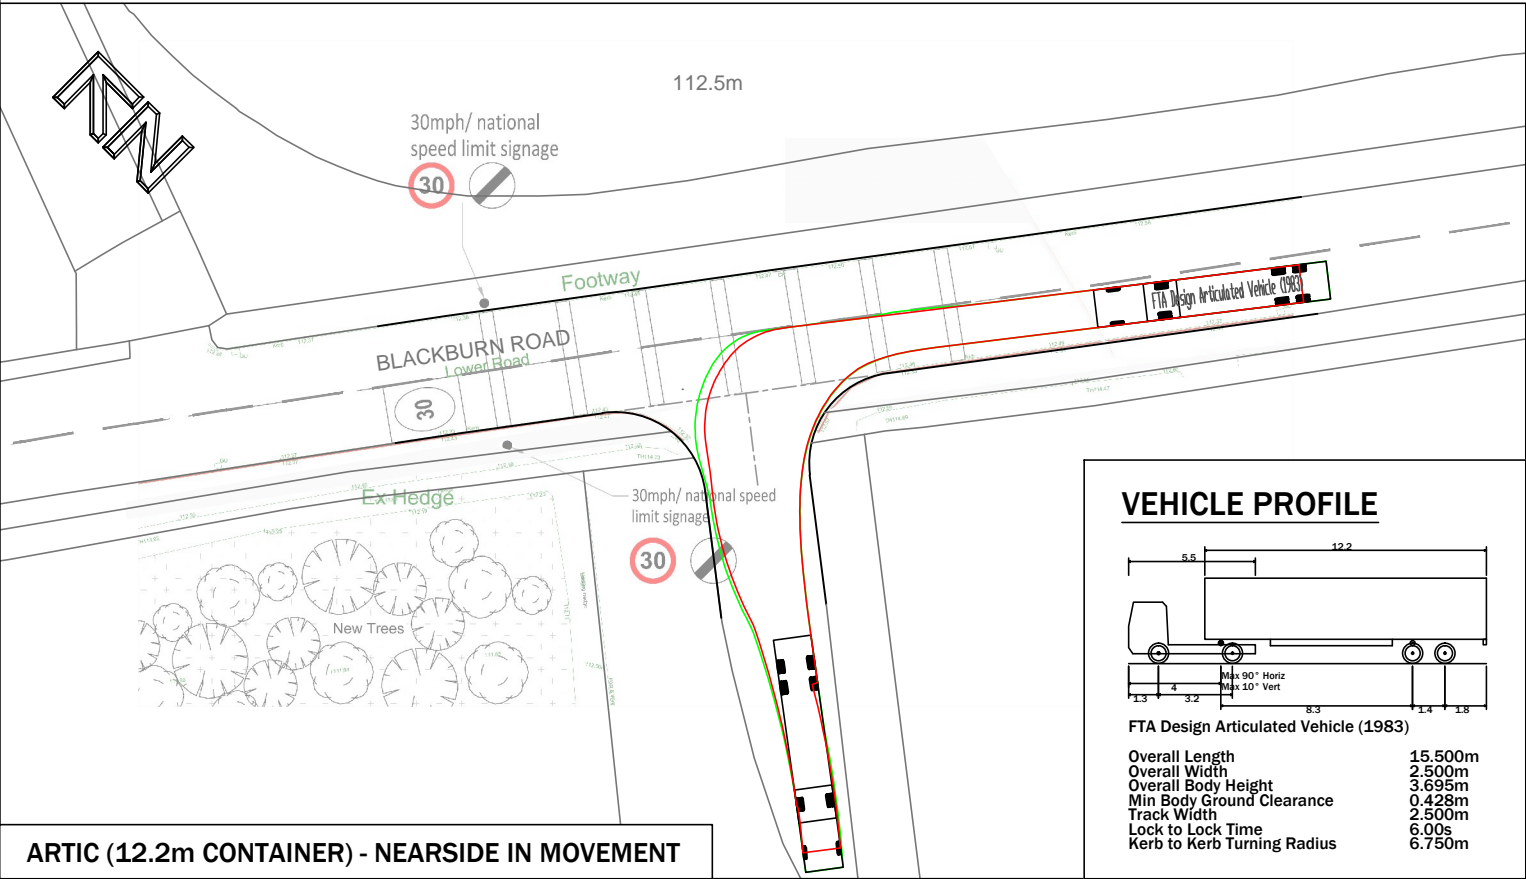 N
112.5m
30mph/ national
speed limit signage
30
Footway
BLACKBURN ROAD
Lower Road
30
FTA Design Articulated Vehicle (1983)
Ex Hedge
30mph/ national speed
limit signage
30
New Trees
VEHICLE PROFILE
12.2
5.5
Max 90° Horiz
Max 10° Vert
4
1.3
3.2
8.3
1.4
1.8
FTA Design Articulated Vehicle (1983)
Overall Length 15.500m
Overall Width 2.500m
Overall Body Height 3.695m
Min Body Ground Clearance 0.428m
Track Width 2.500m
Lock to Lock Time 6.00s
Kerb to Kerb Turning Radius 6.750m
ARTIC (12.2m CONTAINER) - NEARSIDE IN MOVEMENT